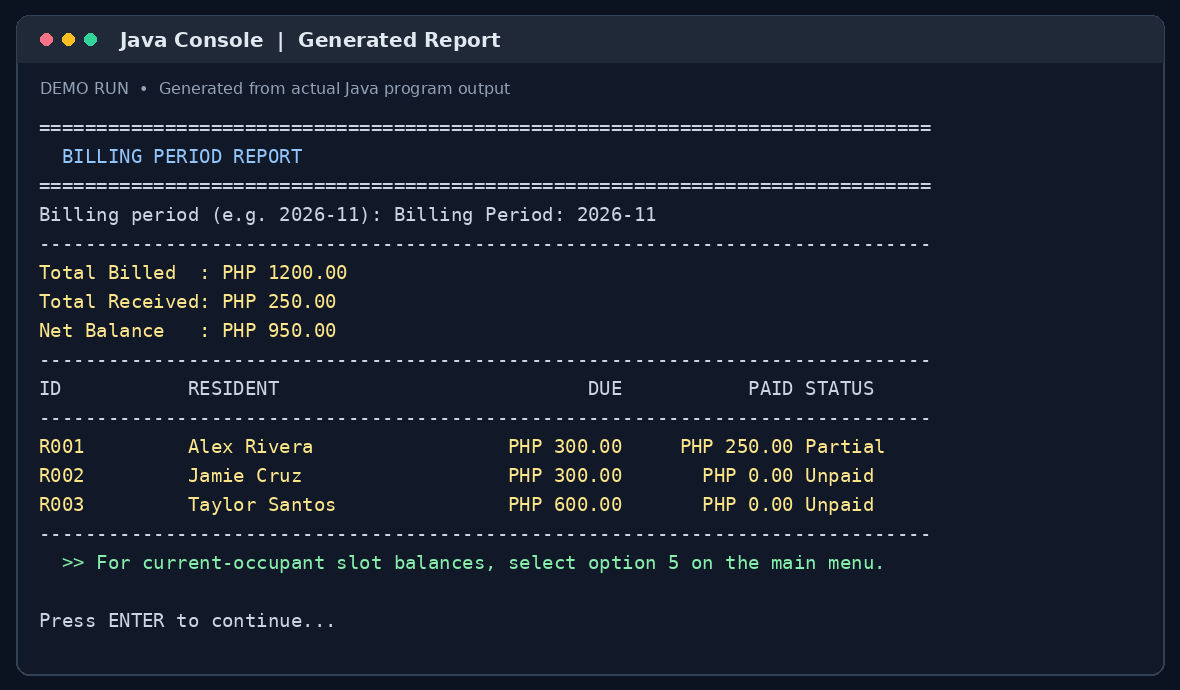 Java Console | Generated Report
DEMO RUN • Generated from actual Java program output
==============================================================================
  BILLING PERIOD REPORT
==============================================================================
Billing period (e.g. 2026-11): Billing Period: 2026-11
------------------------------------------------------------------------------
Total Billed  : PHP 1200.00
Total Received: PHP 250.00
Net Balance   : PHP 950.00
------------------------------------------------------------------------------
ID           RESIDENT                           DUE           PAID STATUS
------------------------------------------------------------------------------
R001         Alex Rivera                 PHP 300.00     PHP 250.00 Partial
R002         Jamie Cruz                  PHP 300.00       PHP 0.00 Unpaid
R003         Taylor Santos               PHP 600.00       PHP 0.00 Unpaid
------------------------------------------------------------------------------
  >> For current-occupant slot balances, select option 5 on the main menu.
Press ENTER to continue...